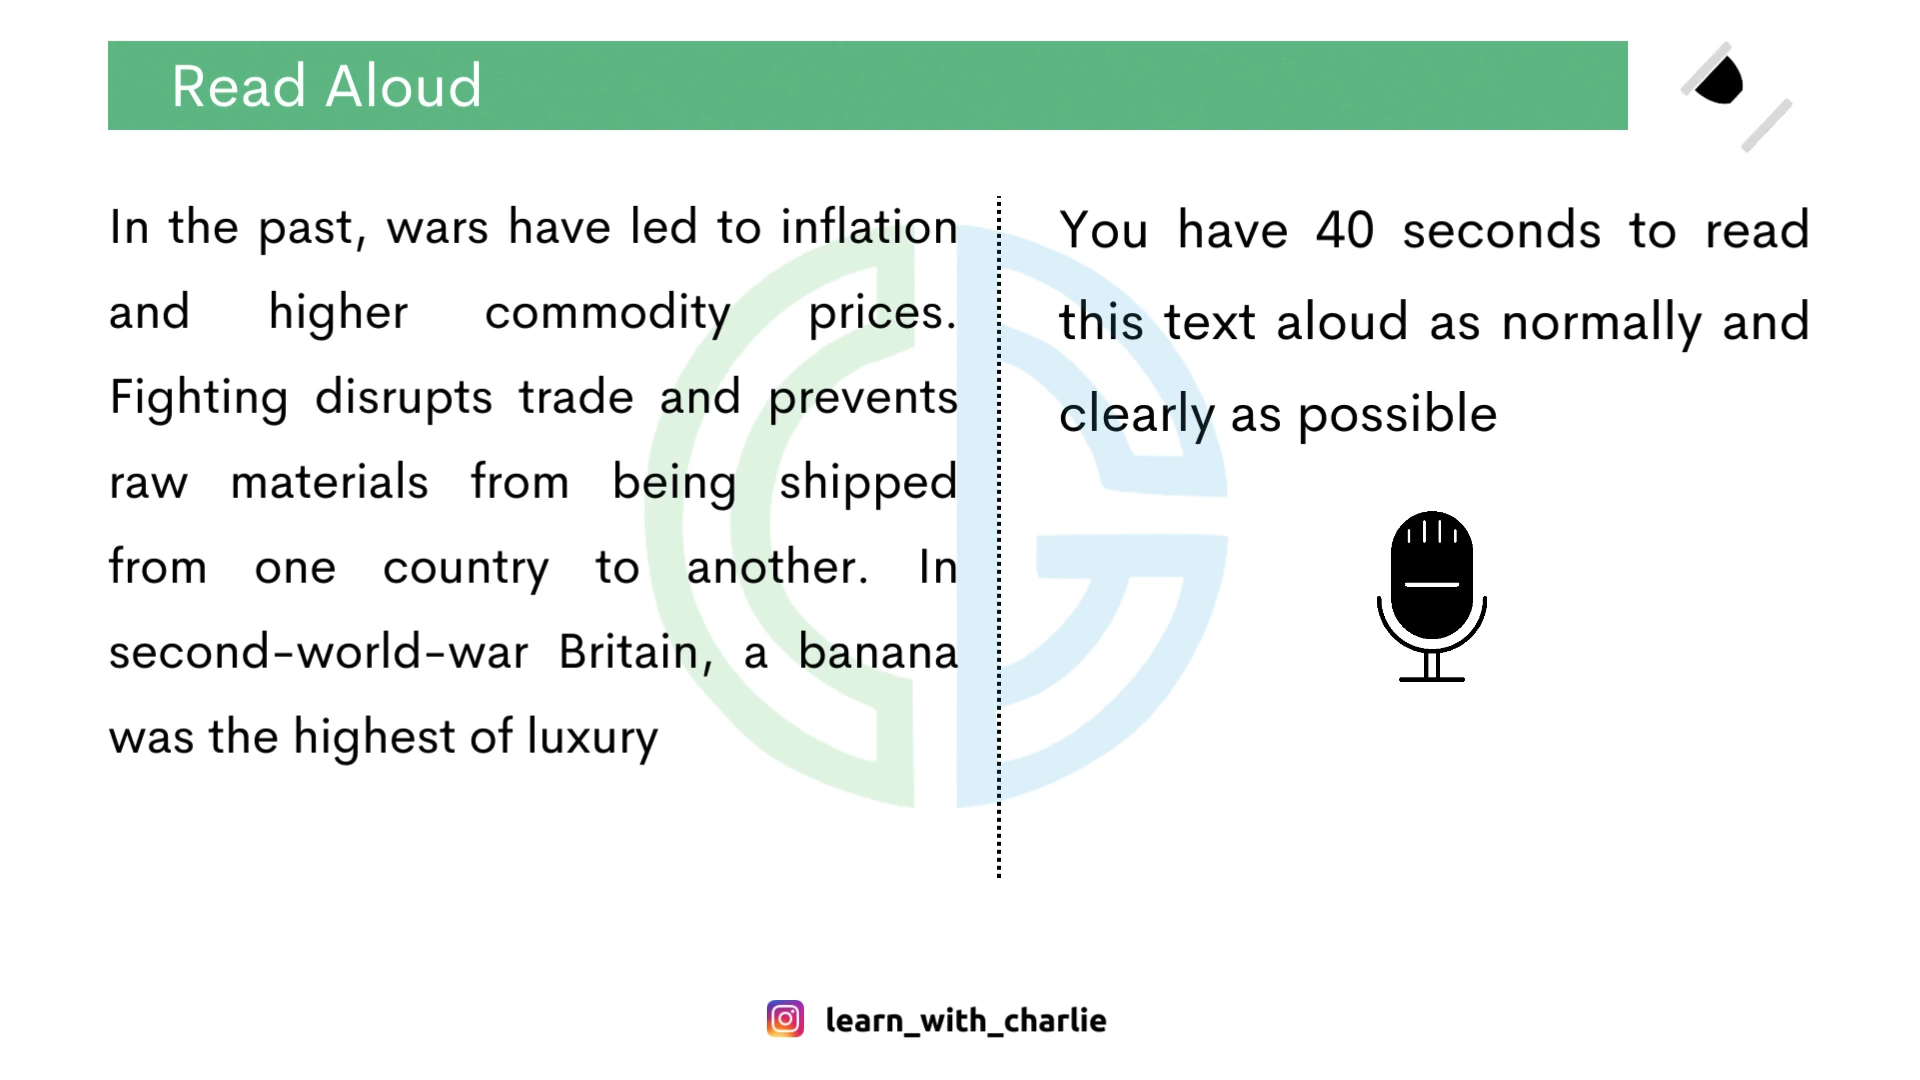 Read Aloud
In the past, wars have led to inflation
and higher commodity prices.
Fighting disrupts trade and prevents
raw materials from being shipped
from one country to another. In
second-world-war Britain, a banana
was the highest of luxury
You have 40 seconds to read
this text aloud as normally and
clearly as possible
learn_with_charlie